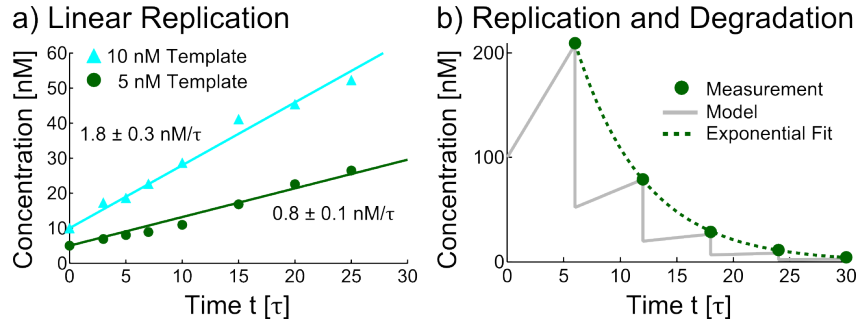 a) Linear Replication
Concentration [nM]
60
50
40
30
20
10
0
10 nM Template
5 nM Template
1.8 ± 0.3 nM/τ
0.8 ± 0.1 nM/τ
0 5 10 15 20 25 30
Time t [τ]
b) Replication and Degradation
Concentration [nM]
200
100
0
Measurement
Model
Exponential Fit
0 5 10 15 20 25 30
Time t [τ]